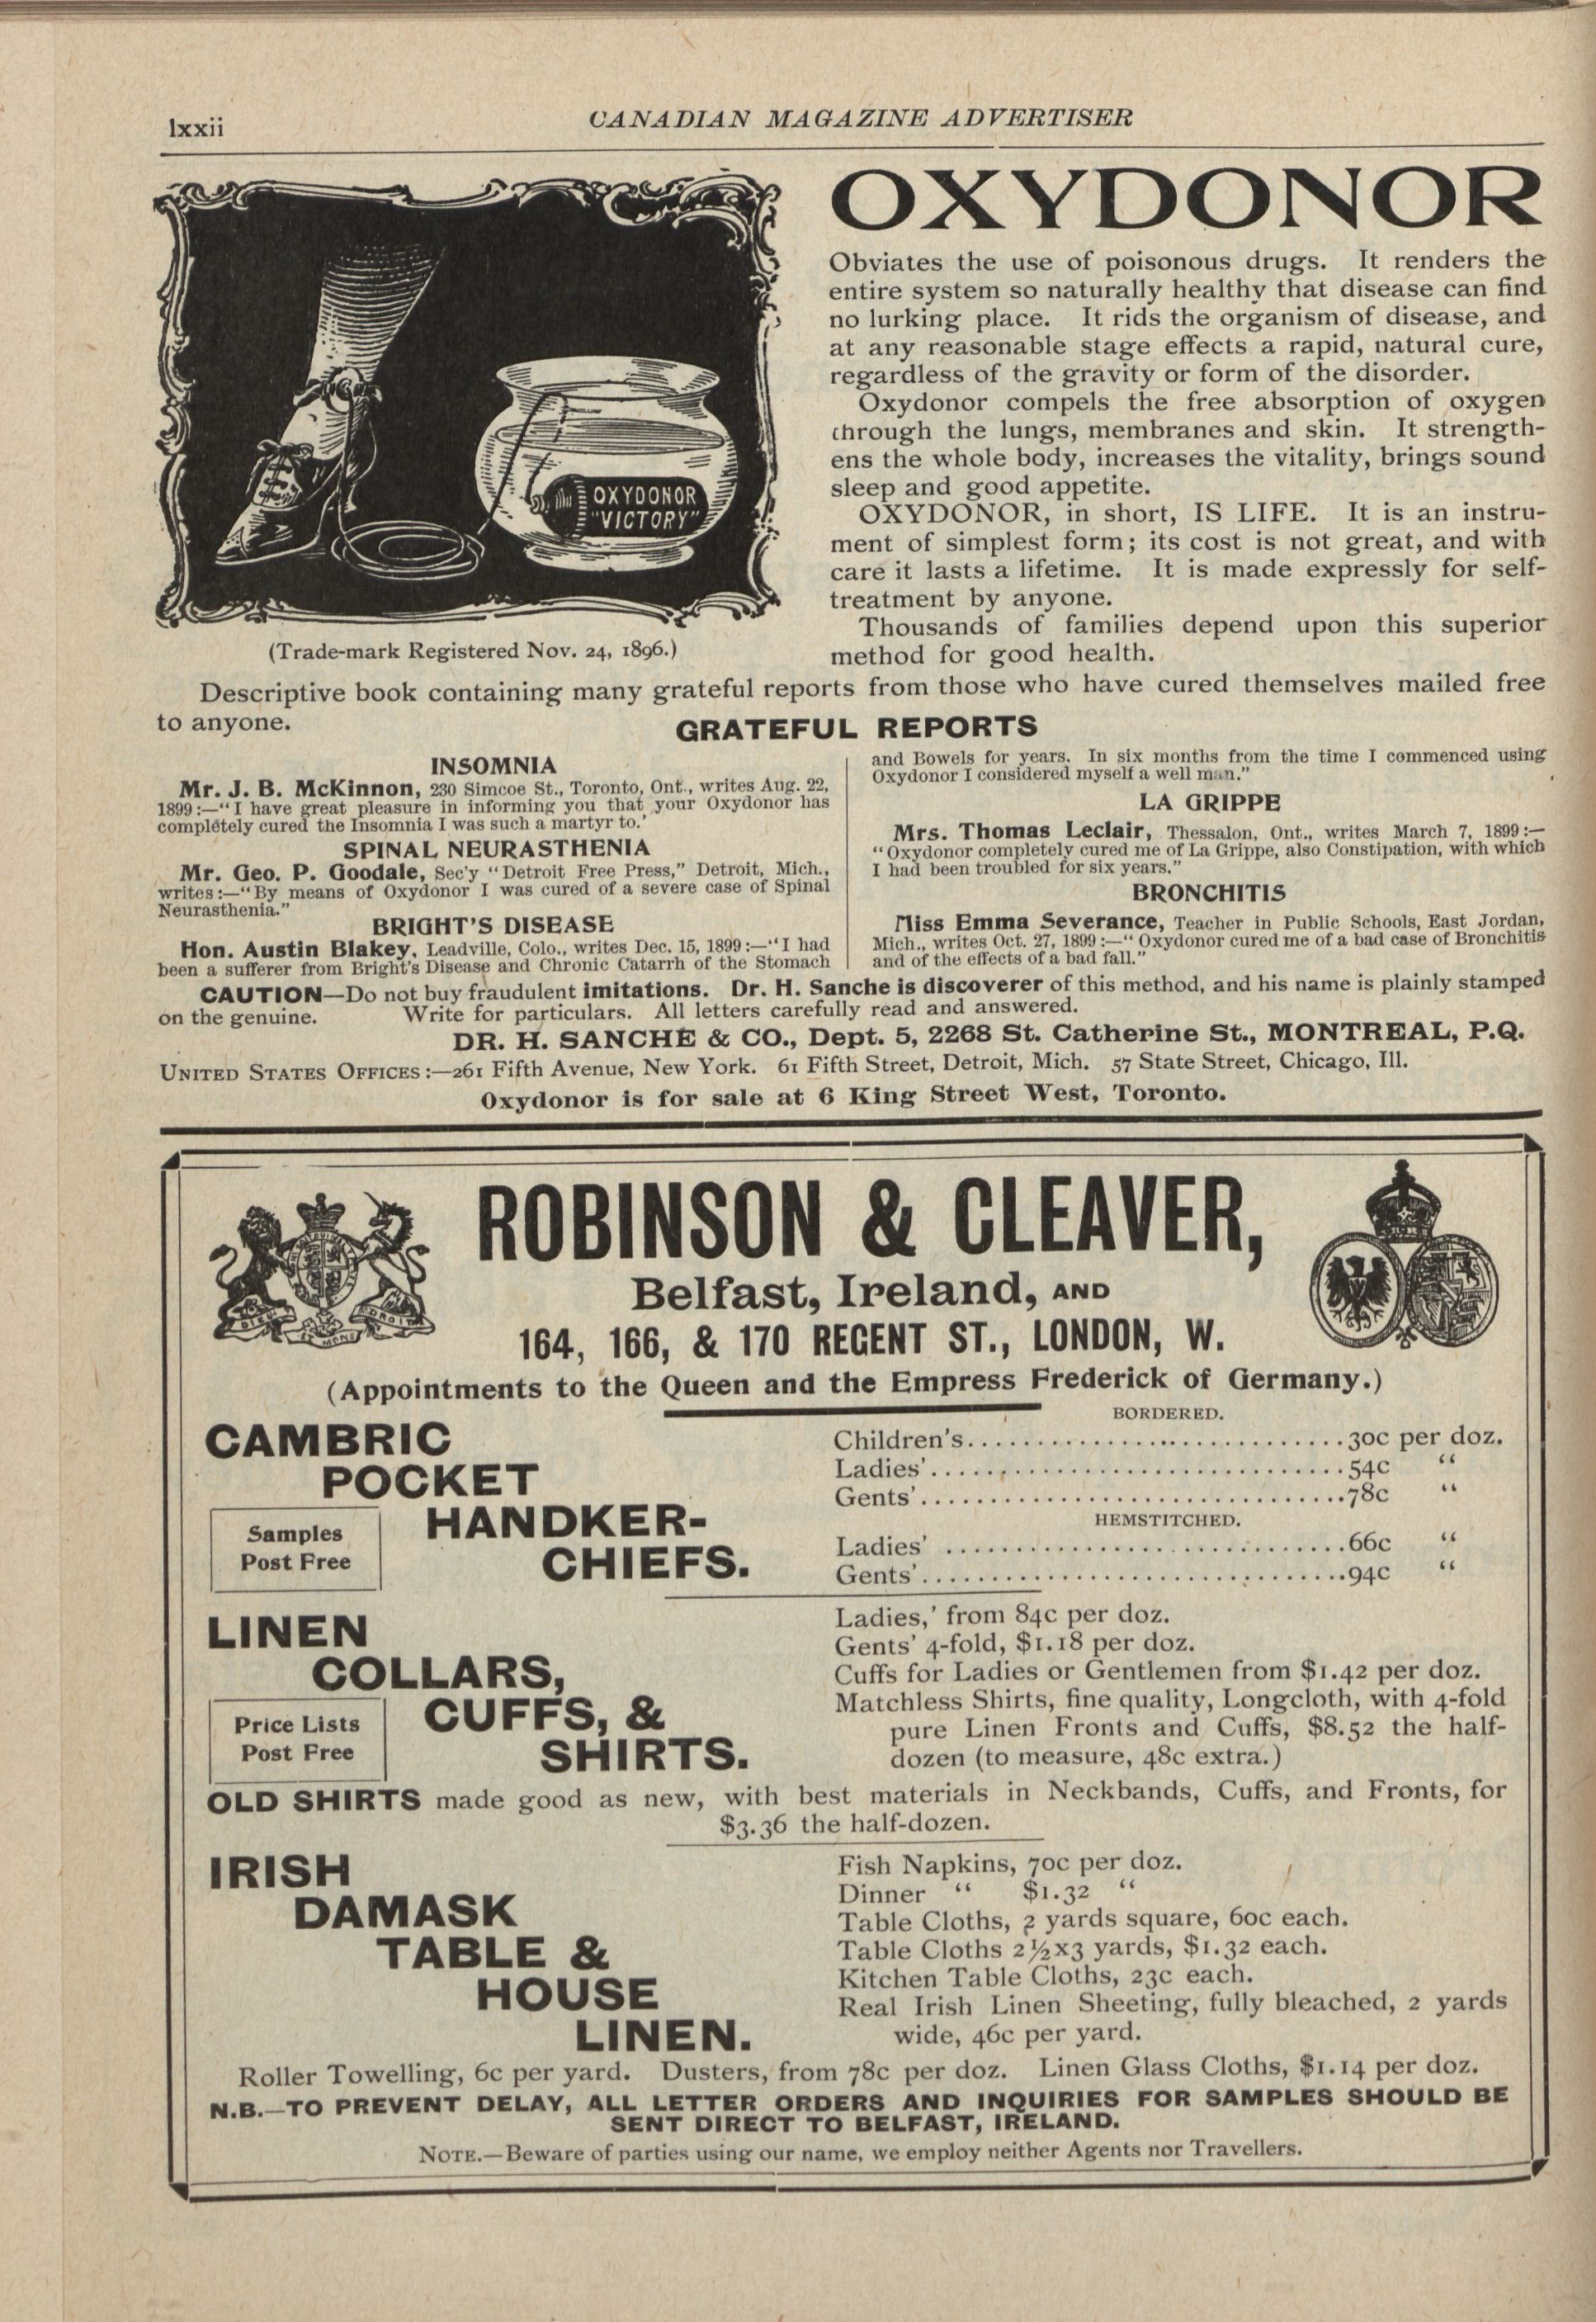 lxxii
CANADIAN MAGAZINE ADVERTISER
OXYDONOR
Obviates the use of poisonous drugs. It renders the
entire system so naturally healthy that disease can find
no lurking place. It rids the organism of disease, and
at any reasonable stage effects a rapid, natural cure,
regardless of the gravity or form of the disorder.
Oxydonor compels the free absorption of oxygen
through the lungs, membranes and skin. It strength-
ens the whole body, increases the vitality, brings sound
sleep and good appetite.
OXYDONOR, in short, IS LIFE. It is an instru-
ment of simplest form; its cost is not great, and with
care it lasts a lifetime. It is made expressly for self-
treatment by anyone.
Thousands of families depend upon this superior
method for good health.
OXYDONOR
"VICTORY"
(Trade-mark Registered Nov. 24, 1896.)
Descriptive book containing many grateful reports from those who have cured themselves mailed free
to anyone.
GRATEFUL REPORTS
INSOMNIA
Mr. J. B. McKinnon, 230 Simcoe St., Toronto, Ont., writes Aug. 22,
1899:—"I have great pleasure in informing you that your Oxydonor has
completely cured the Insomnia I was such a martyr to.'
SPINAL NEURASTHENIA
Mr. Geo. P. Goodale, Sec'y "Detroit Free Press," Detroit, Mich.,
writes:—"By means of Oxydonor I was cured of a severe case of Spinal
Neurasthenia."
BRIGHT'S DISEASE
Hon. Austin Blakey, Leadville, Colo., writes Dec. 15, 1899:—"I had
been a sufferer from Bright's Disease and Chronic Catarrh of the Stomach
and Bowels for years. In six months from the time I commenced using
Oxydonor I considered myself a well man."
LA GRIPPE
Mrs. Thomas Leclair, Thessalon, Ont., writes March 7, 1899:—
"Oxydonor completely cured me of La Grippe, also Constipation, with which
I had been troubled for six years."
BRONCHITIS
Miss Emma Severance, Teacher in Public Schools, East Jordan,
Mich., writes Oct. 27, 1899:—"Oxydonor cured me of a bad case of Bronchitis
and of the effects of a bad fall."
CAUTION—Do not buy fraudulent imitations. Dr. H. Sanche is discoverer of this method, and his name is plainly stamped
on the genuine. Write for particulars. All letters carefully read and answered.
DR. H. SANCHE & CO., Dept. 5, 2268 St. Catherine St., MONTREAL, P.Q.
UNITED STATES OFFICES:—261 Fifth Avenue, New York. 61 Fifth Street, Detroit, Mich. 57 State Street, Chicago, Ill.
Oxydonor is for sale at 6 King Street West, Toronto.
ROBINSON & CLEAVER,
Belfast, Ireland, AND
164, 166, & 170 REGENT ST., LONDON, W.
(Appointments to the Queen and the Empress Frederick of Germany.)
DIEU ET MON DROIT
CAMBRIC
POCKET
HANDKER-
CHIEFS.
Samples
Post Free
BORDERED.
Children's..............................30c per doz.
Ladies'..............................54c "
Gents'..............................78c "
HEMSTITCHED.
Ladies' ..............................66c "
Gents'..............................94c "
LINEN
COLLARS,
CUFFS, &
SHIRTS.
Price Lists
Post Free
Ladies,' from 84c per doz.
Gents' 4-fold, $1.18 per doz.
Cuffs for Ladies or Gentlemen from $1.42 per doz.
Matchless Shirts, fine quality, Longcloth, with 4-fold
pure Linen Fronts and Cuffs, $8.52 the half-
dozen (to measure, 48c extra.)
OLD SHIRTS made good as new, with best materials in Neckbands, Cuffs, and Fronts, for
$3.36 the half-dozen.
IRISH
DAMASK
TABLE &
HOUSE
LINEN.
Fish Napkins, 70c per doz.
Dinner " $1.32 "
Table Cloths, 2 yards square, 60c each.
Table Cloths 2½x3 yards, $1.32 each.
Kitchen Table Cloths, 23c each.
Real Irish Linen Sheeting, fully bleached, 2 yards
wide, 46c per yard.
Roller Towelling, 6c per yard. Dusters, from 78c per doz. Linen Glass Cloths, $1.14 per doz.
N.B.—TO PREVENT DELAY, ALL LETTER ORDERS AND INQUIRIES FOR SAMPLES SHOULD BE
SENT DIRECT TO BELFAST, IRELAND.
NOTE.—Beware of parties using our name, we employ neither Agents nor Travellers.